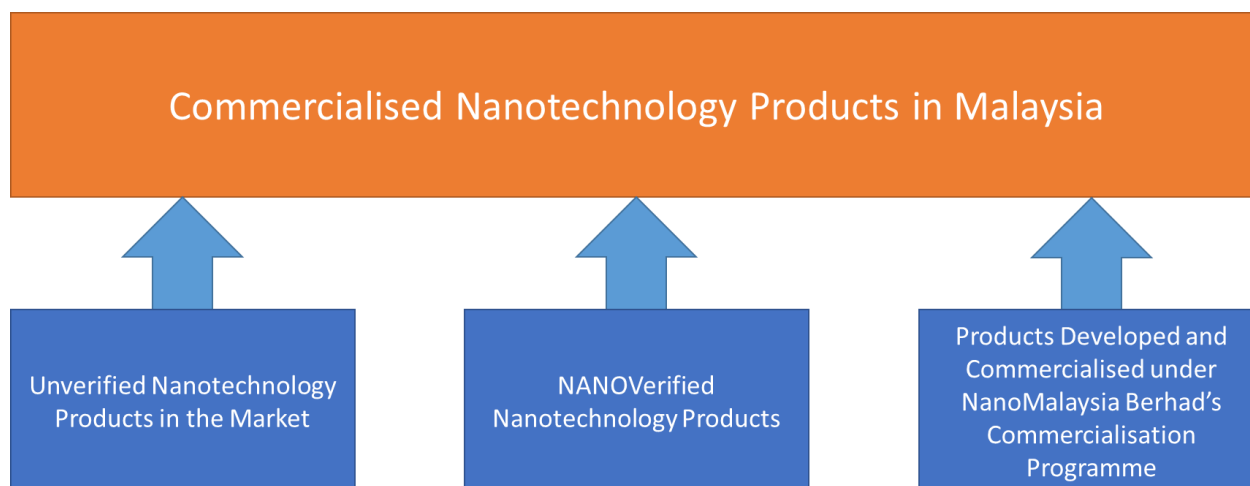 Commercialised Nanotechnology Products in Malaysia
Unverified Nanotechnology
Products in the Market
NANOVerified
Nanotechnology Products
Products Developed and
Commercialised under
NanoMalaysia Berhad’s
Commercialisation
Programme